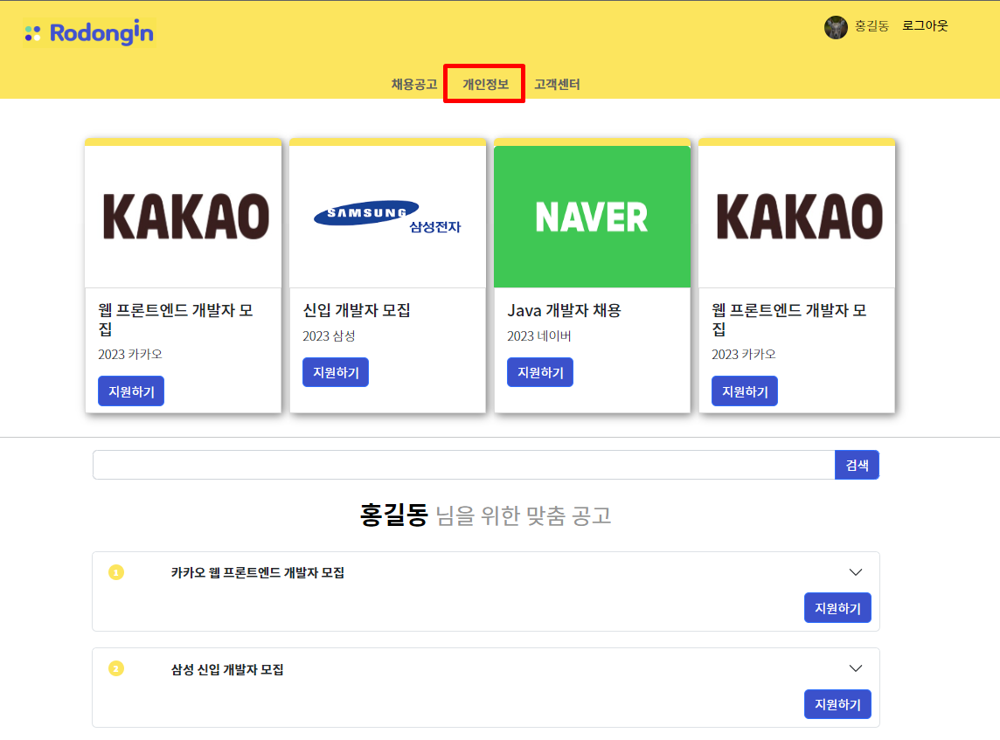 Rodongin
홍길동 로그아웃
채용공고 개인정보 고객센터
KAKAO
SAMSUNG
삼성전자
NAVER
KAKAO
웹 프론트엔드 개발자 모
집
2023 카카오
지원하기
신입 개발자 모집
2023 삼성
지원하기
Java 개발자 채용
2023 네이버
지원하기
웹 프론트엔드 개발자 모
집
2023 카카오
지원하기
검색
홍길동 님을 위한 맞춤 공고
1 카카오 웹 프론트엔드 개발자 모집
지원하기
2 삼성 신입 개발자 모집
지원하기